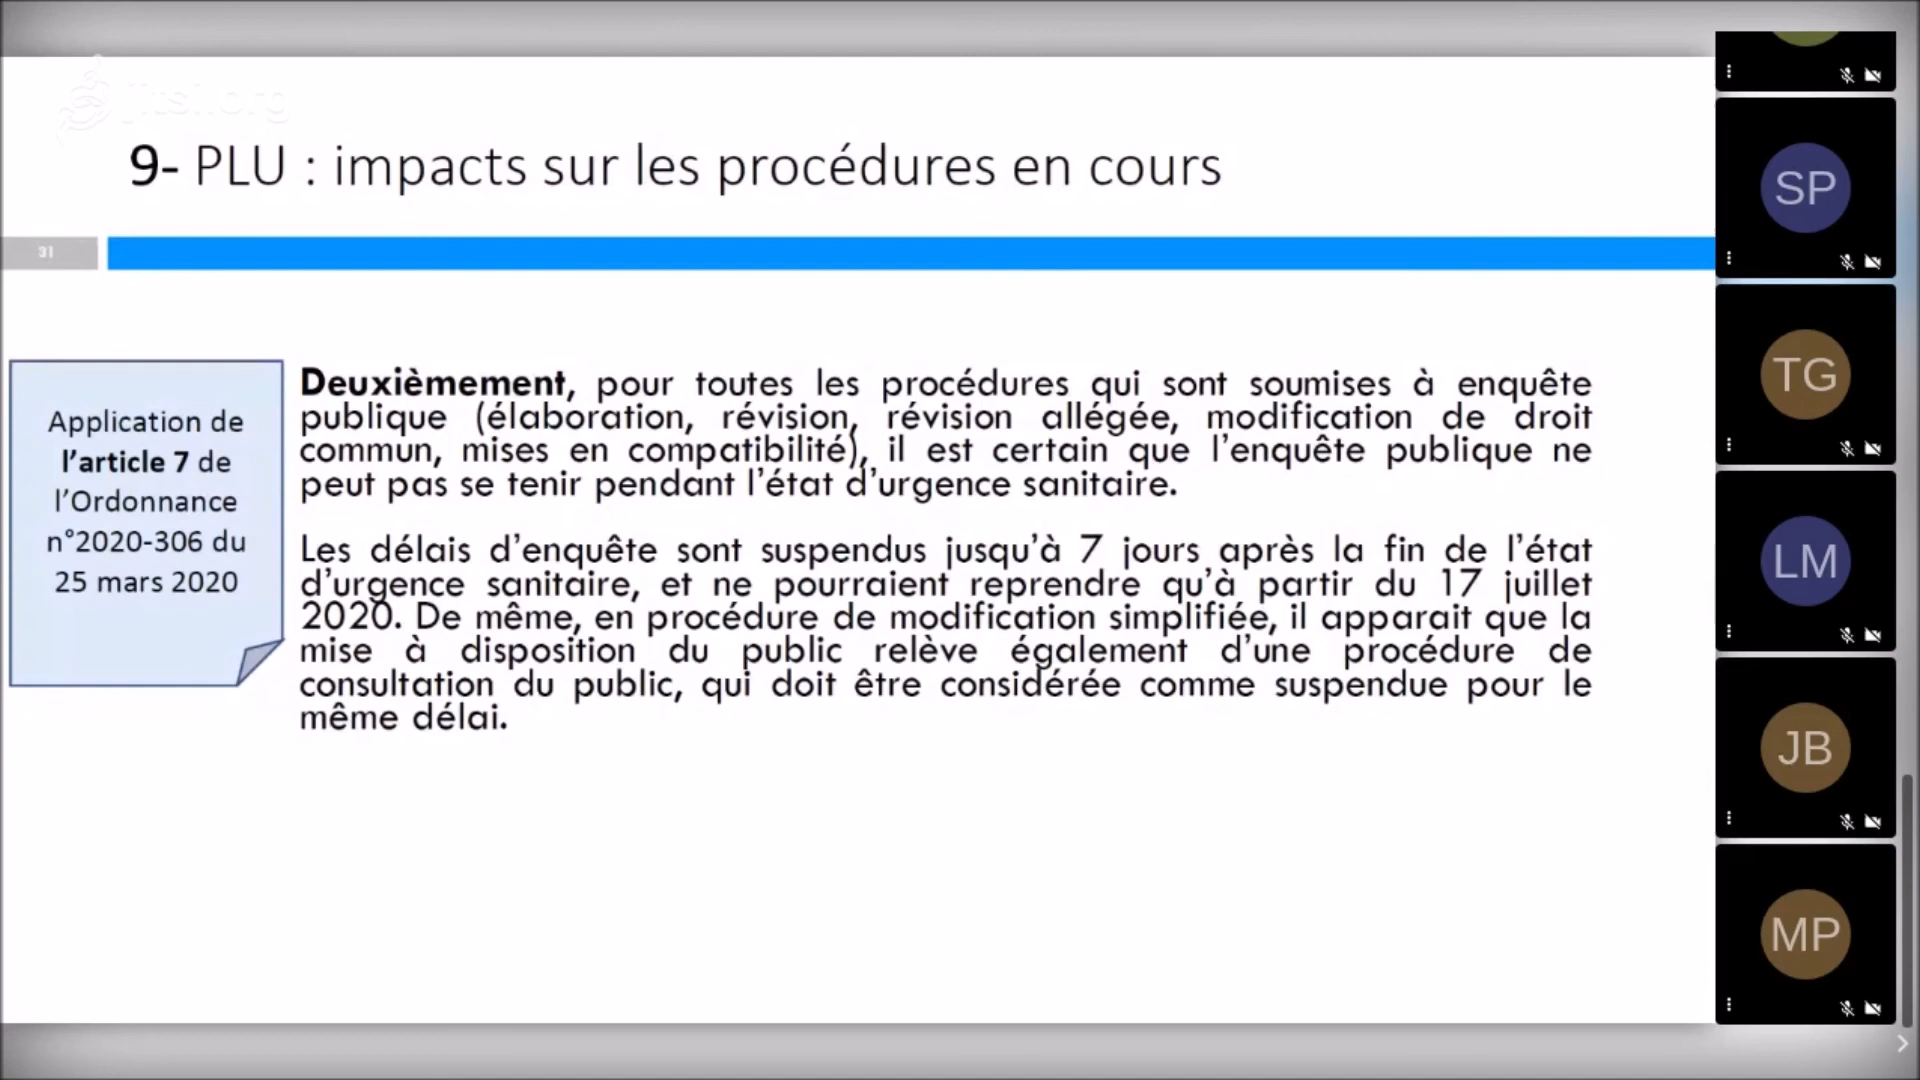 jitsi.org
9- PLU : impacts sur les procédures en cours
31
Application de
l’article 7 de
l’Ordonnance
n°2020-306 du
25 mars 2020
Deuxièmement, pour toutes les procédures qui sont soumises à enquête
publique (élaboration, révision, révision allégée, modification de droit
commun, mises en compatibilité), il est certain que l’enquête publique ne
peut pas se tenir pendant l’état d’urgence sanitaire.
Les délais d’enquête sont suspendus jusqu’à 7 jours après la fin de l’état
d’urgence sanitaire, et ne pourraient reprendre qu’à partir du 17 juillet
2020. De même, en procédure de modification simplifiée, il apparait que la
mise à disposition du public relève également d’une procédure de
consultation du public, qui doit être considérée comme suspendue pour le
même délai.
SP
TG
LM
JB
MP